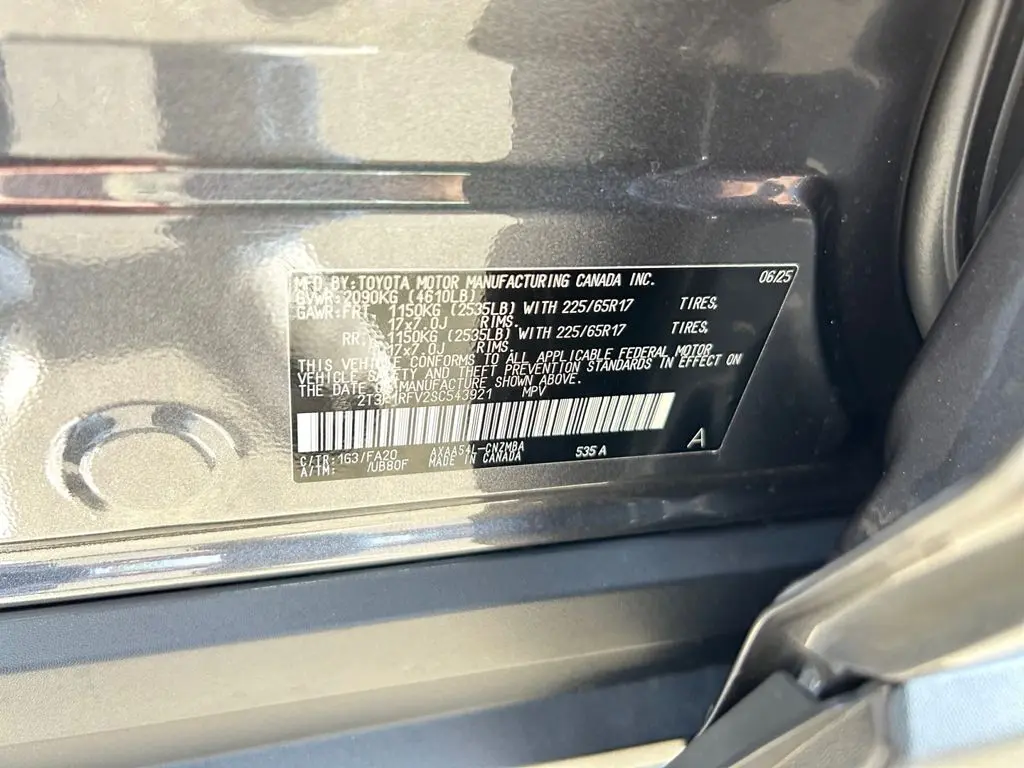 MFD. BY: TOYOTA MOTOR MANUFACTURING CANADA INC. 06/25
GVWR: 2090KG (4610LB)
GAWR: FRT. 1150KG (2535LB) WITH 225/65R17 TIRES,
17x7.0J RIMS.
RR. 1150KG (2535LB) WITH 225/65R17 TIRES,
17x7.0J RIMS.
THIS VEHICLE CONFORMS TO ALL APPLICABLE FEDERAL MOTOR
VEHICLE SAFETY AND THEFT PREVENTION STANDARDS IN EFFECT ON
THE DATE OF MANUFACTURE SHOWN ABOVE.
MPV
C/TR: 1G3/FA20 AXAA54L-CNZMBA 535 A A
A/TM: /UB80F MADE IN CANADA